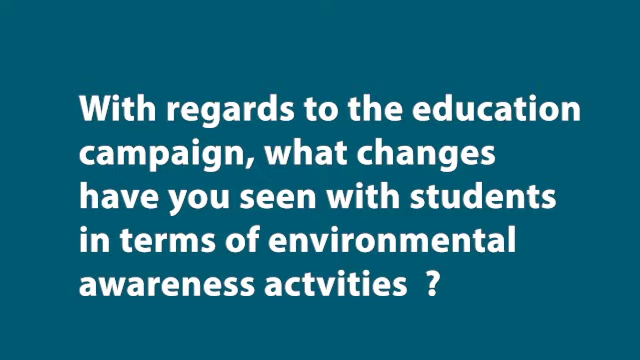 With regards to the education
campaign, what changes
have you seen with students
in terms of environmental
awareness actvities  ?